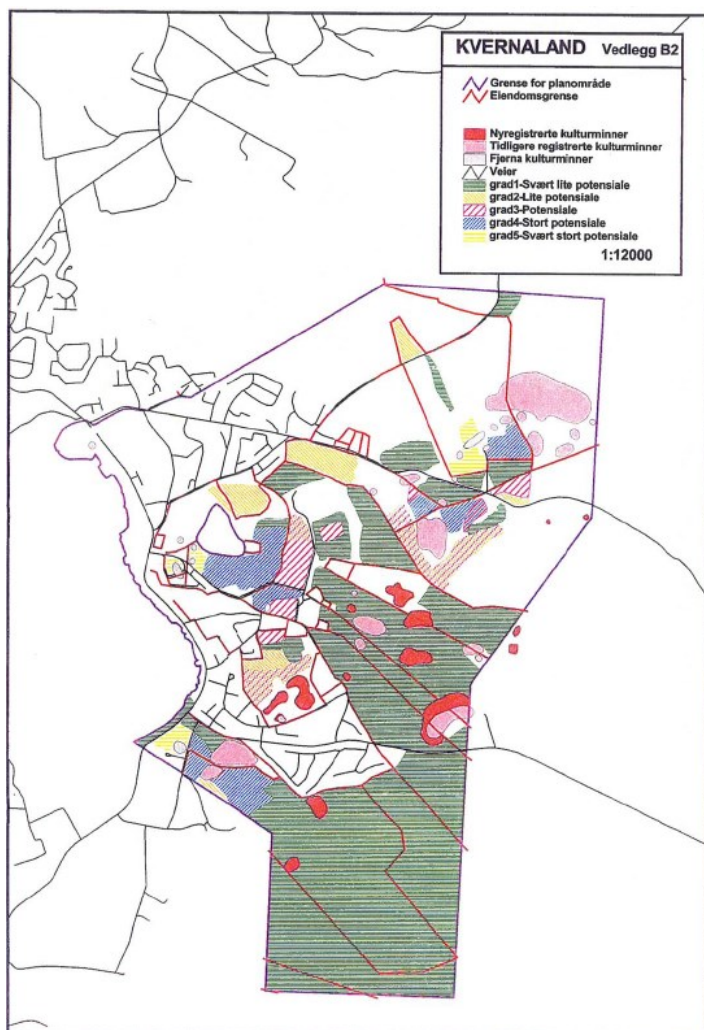 KVERNALAND Vedlegg B2
Grense for planområde
Eiendomsgrense
Nyregistrerte kulturminner
Tidligere registrerte kulturminner
Fjerna kulturminner
Veier
grad1-Svært lite potensiale
grad2-Lite potensiale
grad3-Potensiale
grad4-Stort potensiale
grad5-Svært stort potensiale
1:12000